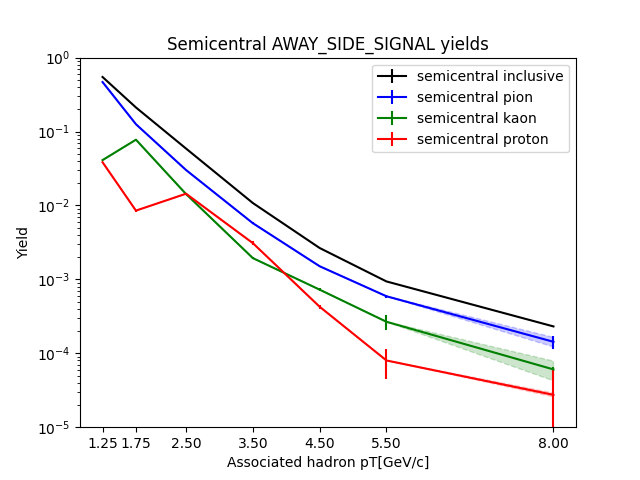 Semicentral AWAY_SIDE_SIGNAL yields
semicentral inclusive
semicentral pion
semicentral kaon
semicentral proton
Yield
10^0
10^-1
10^-2
10^-3
10^-4
10^-5
1.25 1.75 2.50 3.50 4.50 5.50 8.00
Associated hadron pT[GeV/c]